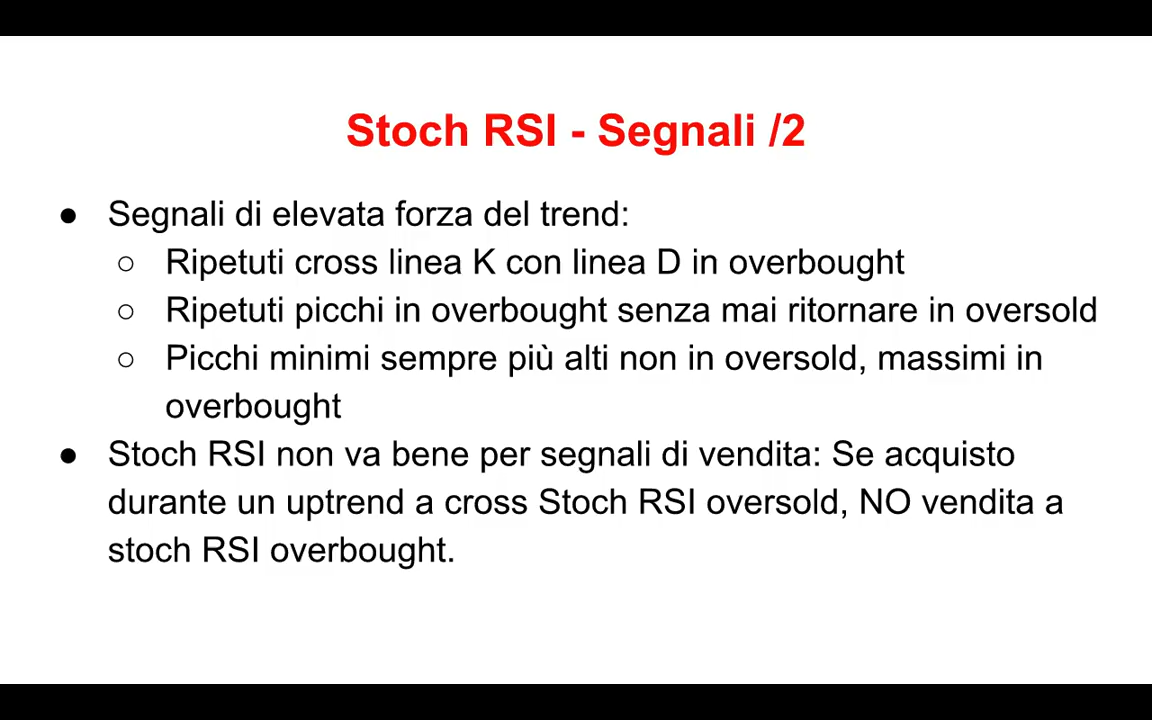 Stoch RSI - Segnali /2
● Segnali di elevata forza del trend:
○ Ripetuti cross linea K con linea D in overbought
○ Ripetuti picchi in overbought senza mai ritornare in oversold
○ Picchi minimi sempre più alti non in oversold, massimi in
overbought
● Stoch RSI non va bene per segnali di vendita: Se acquisto
durante un uptrend a cross Stoch RSI oversold, NO vendita a
stoch RSI overbought.